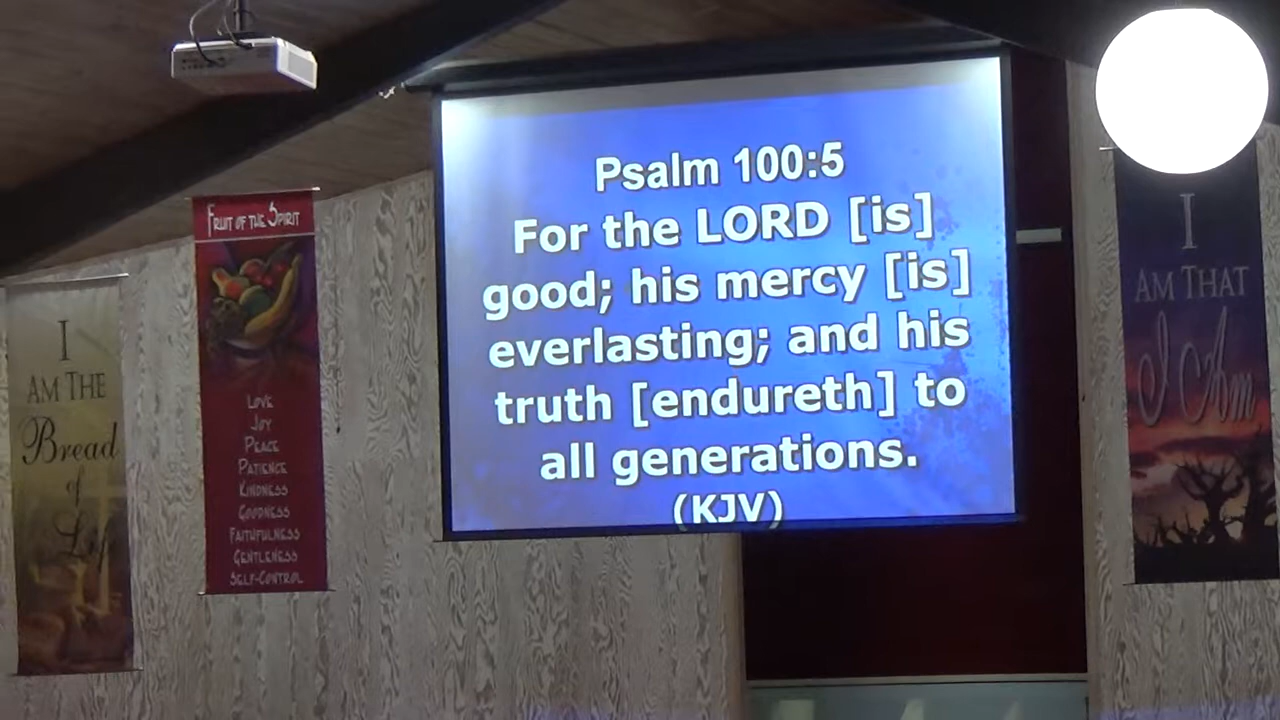 Psalm 100:5
For the LORD [is]
good; his mercy [is]
everlasting; and his
truth [endureth] to
all generations.
(KJV)
FRUIT OF THE SPIRIT
LOVE
JOY
PEACE
PATIENCE
KINDNESS
GOODNESS
FAITHFULNESS
GENTLENESS
SELF-CONTROL
I
AM THE
Bread
of
Life
I
AM THAT
I Am